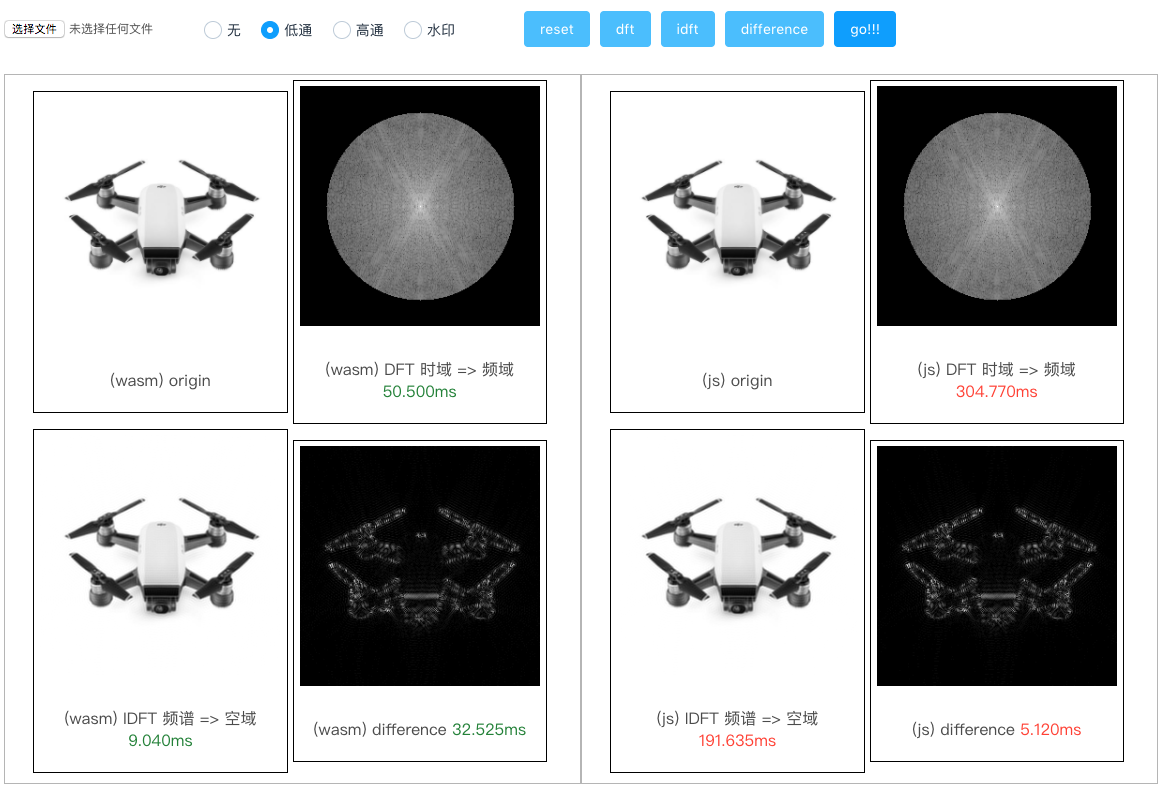 选择文件 未选择任何文件 无 低通 高通 水印 reset dft idft difference go!!!
(wasm) origin
(wasm) DFT 时域 => 频域
50.500ms
(js) origin
(js) DFT 时域 => 频域
304.770ms
(wasm) IDFT 频谱 => 空域
9.040ms
(wasm) difference 32.525ms
(js) IDFT 频谱 => 空域
191.635ms
(js) difference 5.120ms